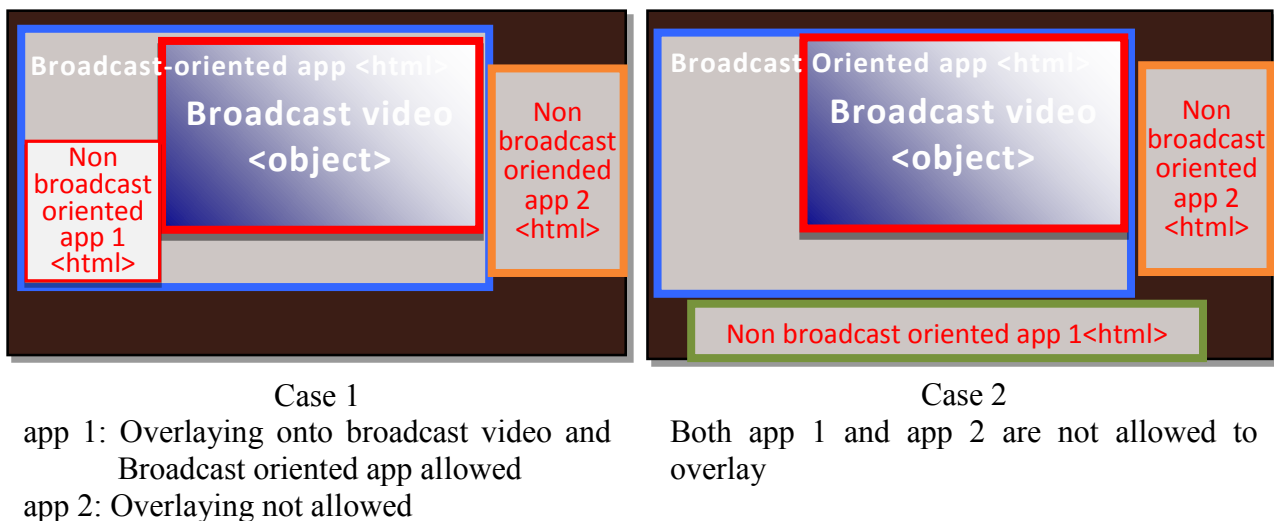 Broadcast-oriented app <html>
Broadcast video
<object>
Non
broadcast
oriented
app 1
<html>
Non
broadcast
oriended
app 2
<html>
Case 1
app 1: Overlaying onto broadcast video and
Broadcast oriented app allowed
app 2: Overlaying not allowed
Broadcast Oriented app <html>
Broadcast video
<object>
Non
broadcast
oriented
app 2
<html>
Non broadcast oriented app 1<html>
Case 2
Both app 1 and app 2 are not allowed to
overlay